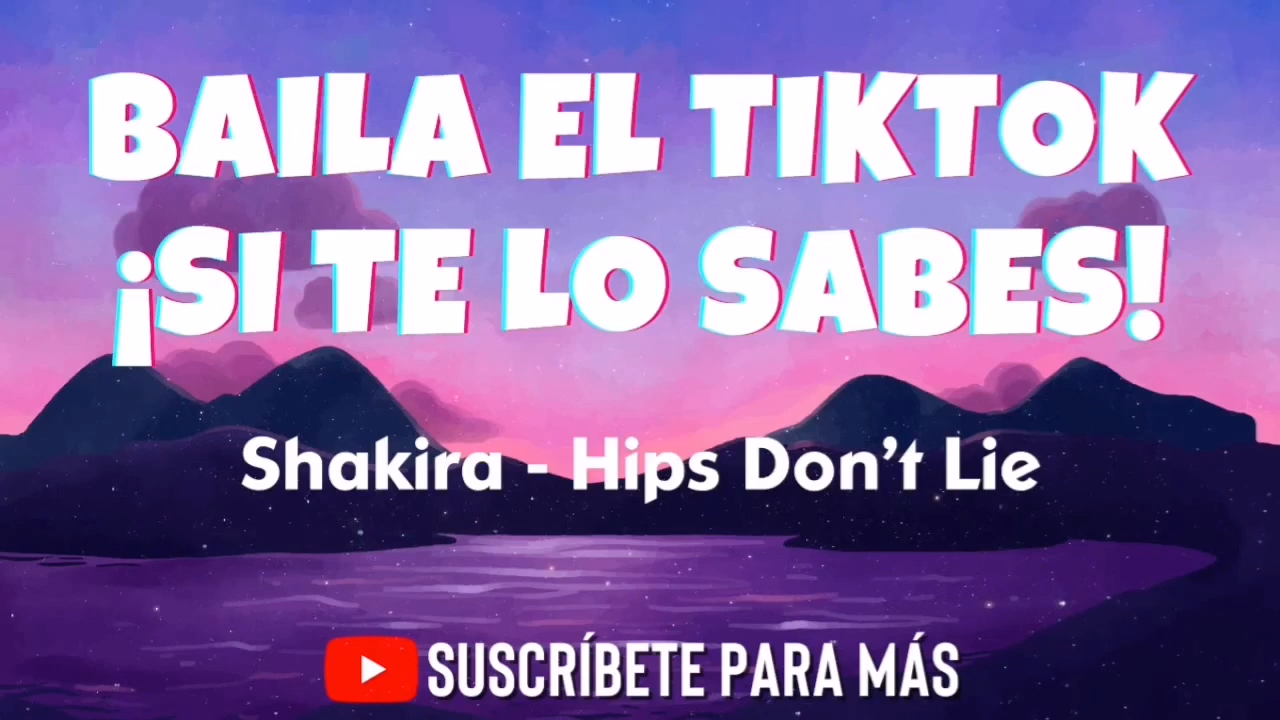 BAILA EL TIKTOK
¡SI TE LO SABES!
Shakira - Hips Don't Lie
SUSCRÍBETE PARA MÁS